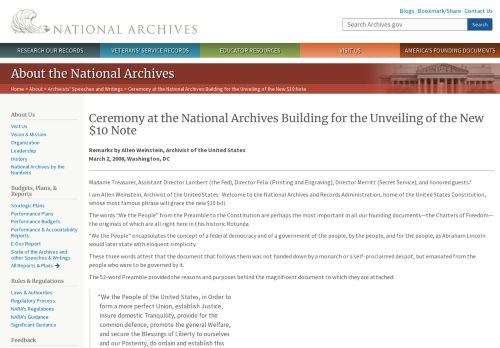 NATIONAL ARCHIVES
Blogs · Bookmark/Share · Contact Us
Search Archives.gov
Search
RESEARCH OUR RECORDS
VETERANS' SERVICE RECORDS
EDUCATOR RESOURCES
VISIT US
AMERICA'S FOUNDING DOCUMENTS
About the National Archives
Home > About > Archivists' Speeches and Writings > Ceremony at the National Archives Building for the Unveiling of the New $10 Note
About Us
Visit Us
Vision & Mission
Organization
Leadership
History
National Archives by the
Numbers
Budgets, Plans, &
Reports
Strategic Plans
Performance Plans
Performance Budgets
Performance & Accountability
Reports
E-Gov Report
State of the Archives and
other Speeches & Writings
All Reports & Plans
Rules & Regulations
Laws & Authorities
Regulatory Process
NARA's Regulations
NARA's Guidance
Significant Guidance
Feedback
Ceremony at the National Archives Building for the Unveiling of the New
$10 Note
Remarks by Allen Weinstein, Archivist of the United States
March 2, 2006, Washington, DC
Madame Treasurer, Assistant Director Lambert (the Fed), Director Felix (Printing and Engraving), Director Merritt (Secret Service), and honored guests:
I am Allen Weinstein, Archivist of the United States. Welcome to the National Archives and Records Administration, home of the United States Constitution,
whose most famous phrase will grace the new $10 bill.
The words "We the People" from the Preamble to the Constitution are perhaps the most important in all our founding documents—the Charters of Freedom—
the originals of which are all right here in this historic Rotunda.
"We the People" encapsulates the concept of a federal democracy and of a government of the people, by the people, and for the people, as Abraham Lincoln
would later state with eloquent simplicity.
These three words attest that the document that follows them was not handed down by a monarch or a self-proclaimed despot, but emanated from the
people who were to be governed by it.
The 52-word Preamble provided the reasons and purposes behind the magnificent document to which they are attached:
"We the People of the United States, in Order to
form a more perfect Union, establish Justice,
insure domestic Tranquility, provide for the
common defence, promote the general Welfare,
and secure the Blessings of Liberty to ourselves
and our Posterity, do ordain and establish this